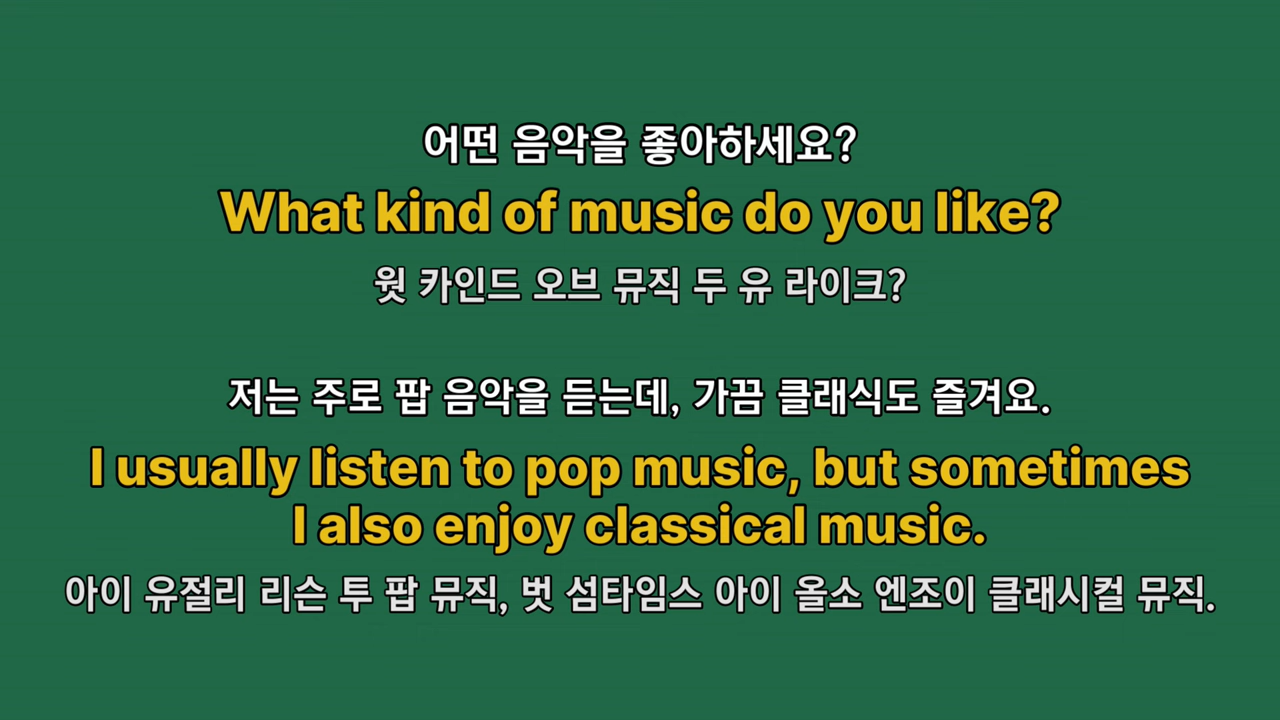 어떤 음악을 좋아하세요?
What kind of music do you like?
웟 카인드 오브 뮤직 두 유 라이크?
저는 주로 팝 음악을 듣는데, 가끔 클래식도 즐겨요.
I usually listen to pop music, but sometimes
I also enjoy classical music.
아이 유절리 리슨 투 팝 뮤직, 벗 섬타임스 아이 올소 엔조이 클래시컬 뮤직.